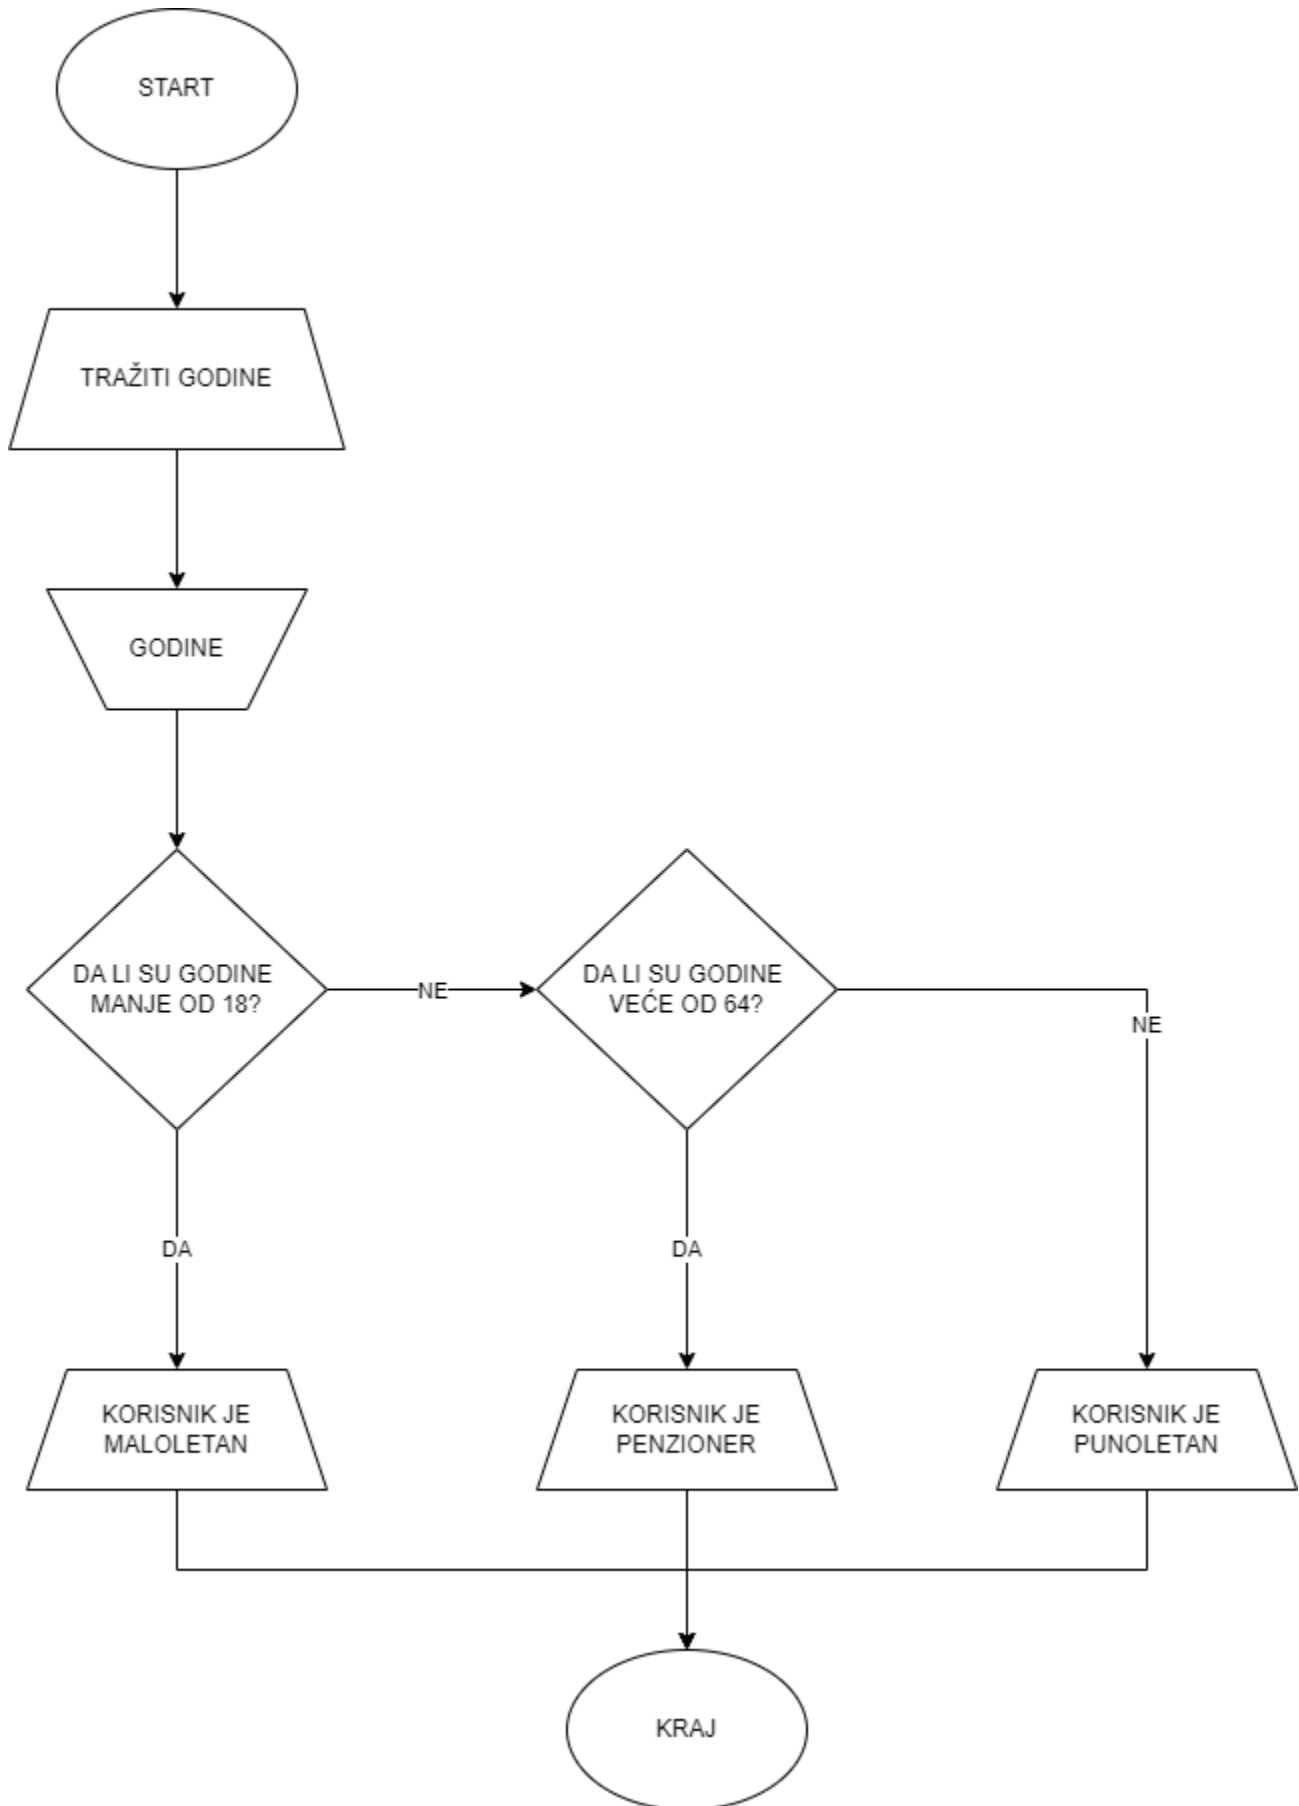 START
TRAŽITI GODINE
GODINE
DA LI SU GODINE
MANJE OD 18?
NE
DA LI SU GODINE
VEĆE OD 64?
NE
DA
DA
KORISNIK JE
MALOLETAN
KORISNIK JE
PENZIONER
KORISNIK JE
PUNOLETAN
KRAJ